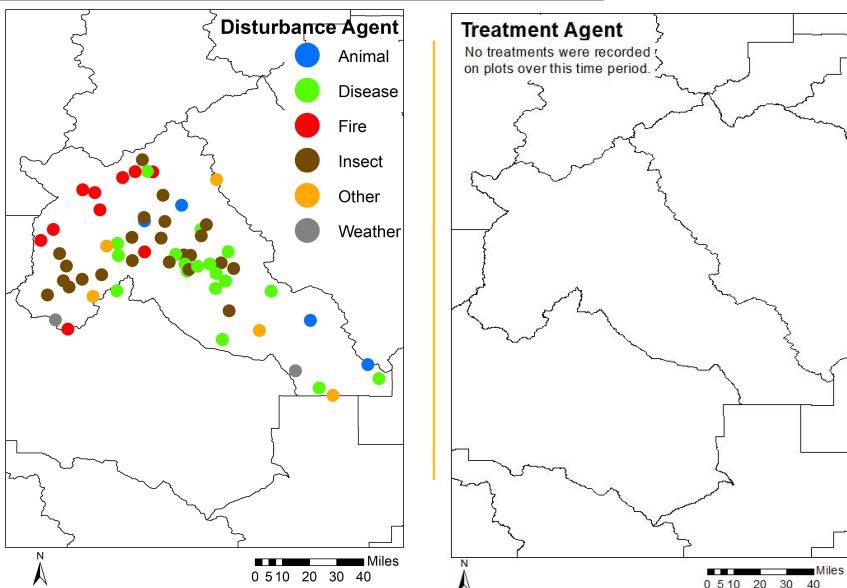 Disturbance Agent
Animal
Disease
Fire
Insect
Other
Weather
N
Miles
0 5 10 20 30 40
Treatment Agent
No treatments were recorded
on plots over this time period.
N
Miles
0 5 10 20 30 40